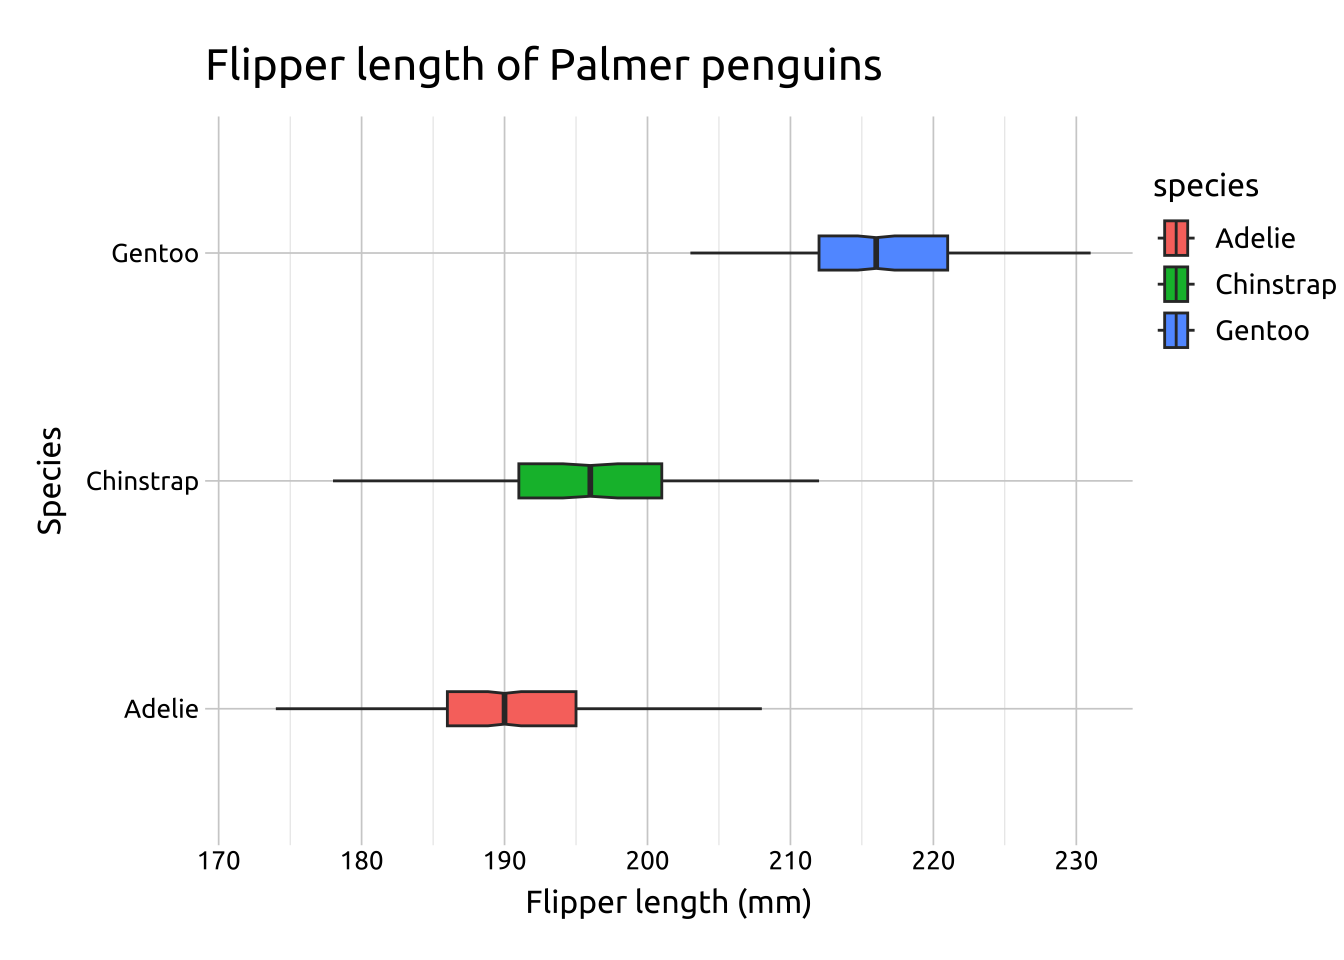 Flipper length of Palmer penguins
species
Adelie
Chinstrap
Gentoo
Gentoo
Chinstrap
Adelie
Species
170 180 190 200 210 220 230
Flipper length (mm)